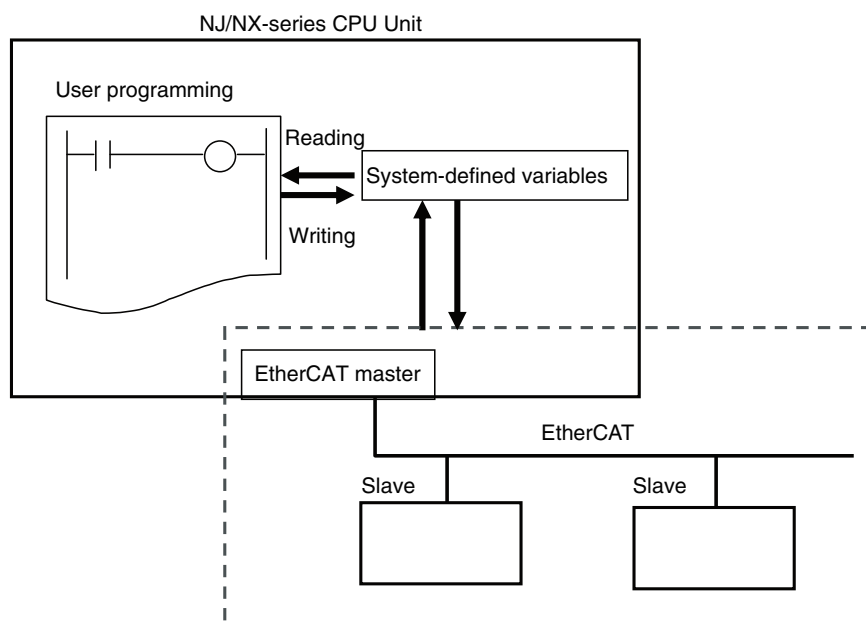 NJ/NX-series CPU Unit
User programming
Reading
System-defined variables
Writing
EtherCAT master
EtherCAT
Slave
Slave